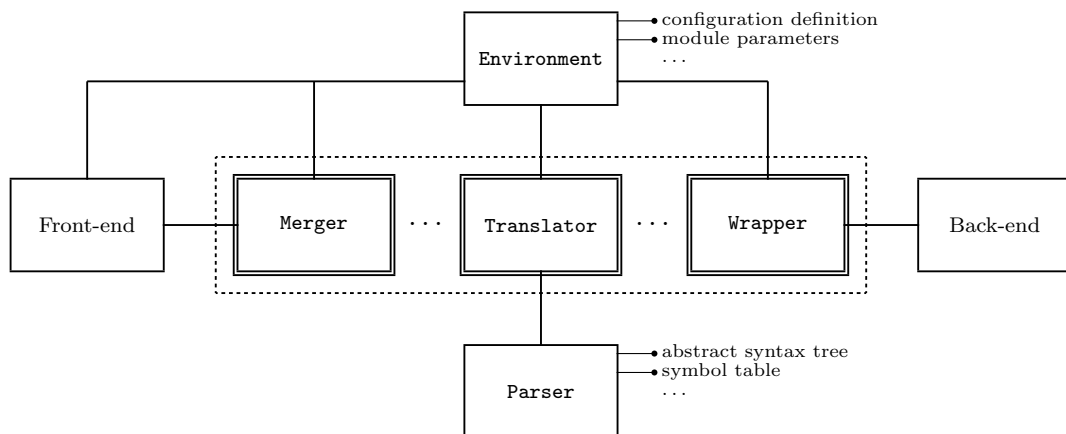 configuration definition
module parameters
...
Environment
Front-end
Merger
...
Translator
...
Wrapper
Back-end
abstract syntax tree
symbol table
...
Parser